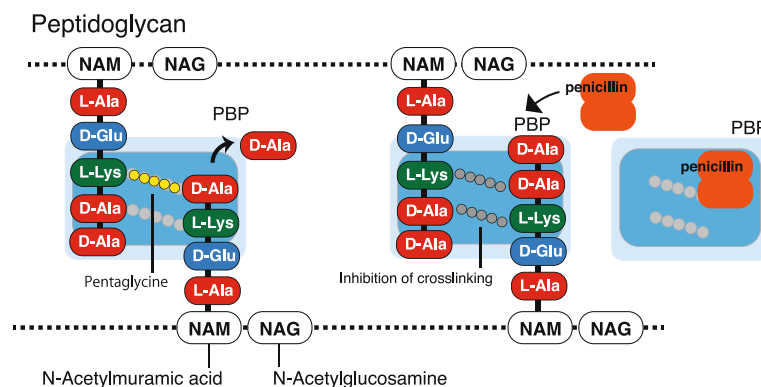 Peptidoglycan
NAM NAG NAM NAG
L-Ala L-Ala
penicillin
PBP
D-Glu D-Ala PBP D-Glu D-Ala PBP
L-Lys D-Ala L-Lys D-Ala penicillin
D-Ala L-Lys D-Ala L-Lys
D-Ala D-Glu D-Ala D-Glu
Pentaglycine Inhibition of crosslinking
L-Ala L-Ala
NAM NAG NAM NAG
N-Acetylmuramic acid N-Acetylglucosamine